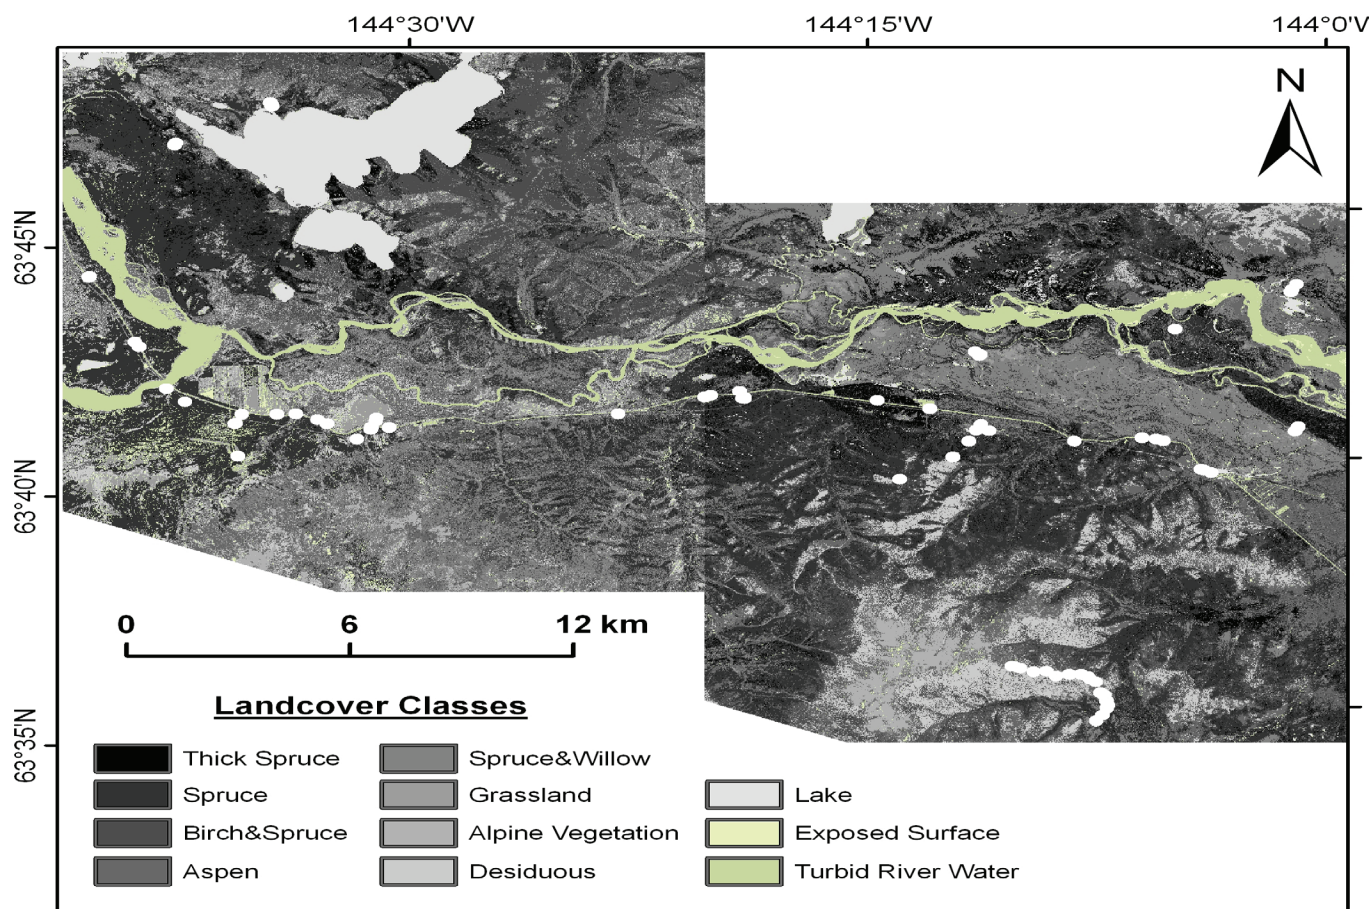 144°30'W 144°15'W 144°0'W
N
63°45'N
63°40'N
0 6 12 km
63°35'N
Landcover Classes
Thick Spruce Spruce&Willow
Spruce Grassland Lake
Birch&Spruce Alpine Vegetation Exposed Surface
Aspen Desiduous Turbid River Water